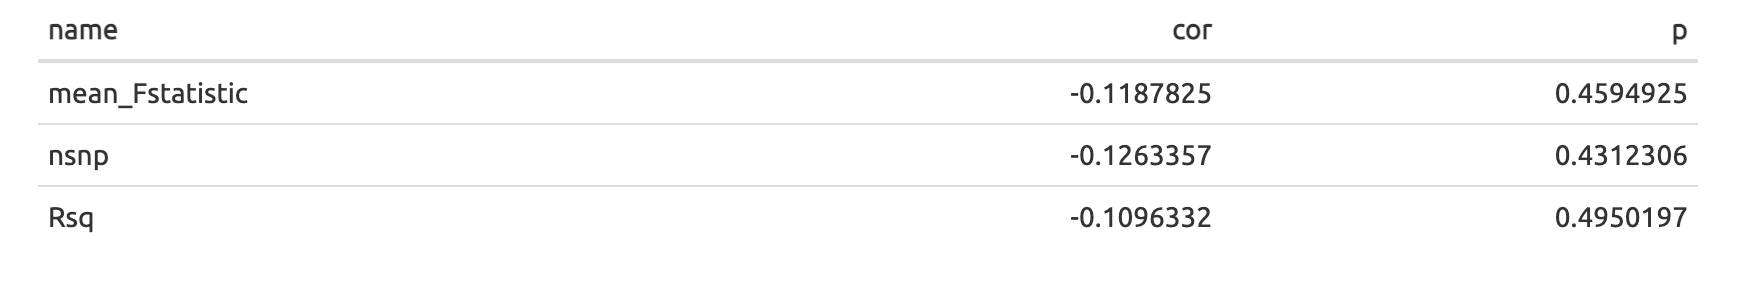 name cor p
mean_Fstatistic -0.1187825 0.4594925
nsnp -0.1263357 0.4312306
Rsq -0.1096332 0.4950197